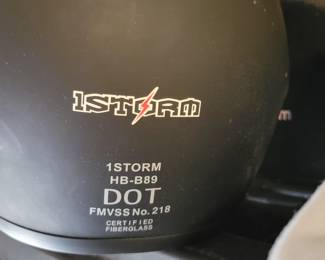 1STORM
1STORM
HB-B89
DOT
FMVSS No. 218
CERTIFIED
FIBERGLASS